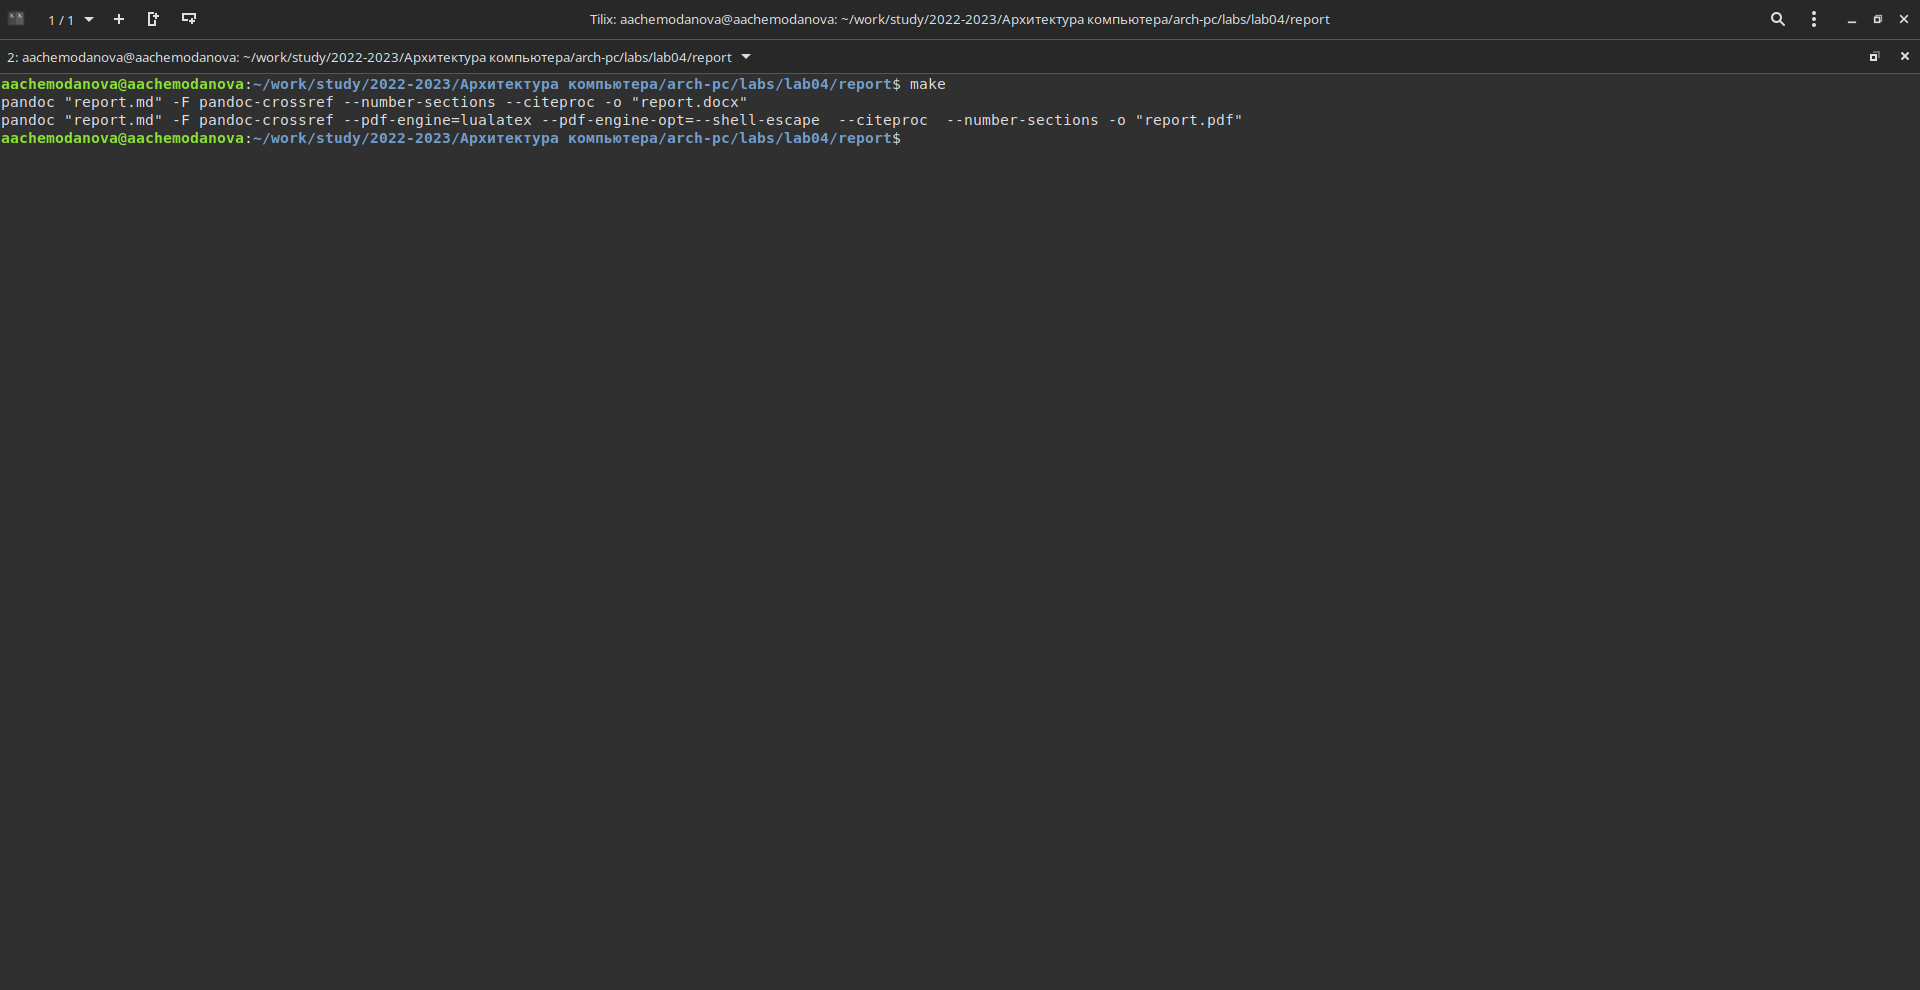 1 / 1
Tilix: aachemodanova@aachemodanova: ~/work/study/2022-2023/Архитектура компьютера/arch-pc/labs/lab04/report
2: aachemodanova@aachemodanova: ~/work/study/2022-2023/Архитектура компьютера/arch-pc/labs/lab04/report
aachemodanova@aachemodanova:~/work/study/2022-2023/Архитектура компьютера/arch-pc/labs/lab04/report$ make
pandoc "report.md" -F pandoc-crossref --number-sections --citeproc -o "report.docx"
pandoc "report.md" -F pandoc-crossref --pdf-engine=lualatex --pdf-engine-opt=--shell-escape  --citeproc  --number-sections -o "report.pdf"
aachemodanova@aachemodanova:~/work/study/2022-2023/Архитектура компьютера/arch-pc/labs/lab04/report$